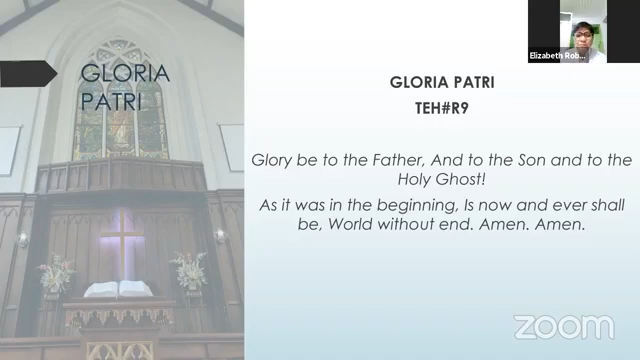 GLORIA
PATRI
GLORIA PATRI
TEH#R9
Glory be to the Father, And to the Son and to the
Holy Ghost!
As it was in the beginning, Is now and ever shall
be, World without end. Amen. Amen.
Elizabeth Rob...
zoom